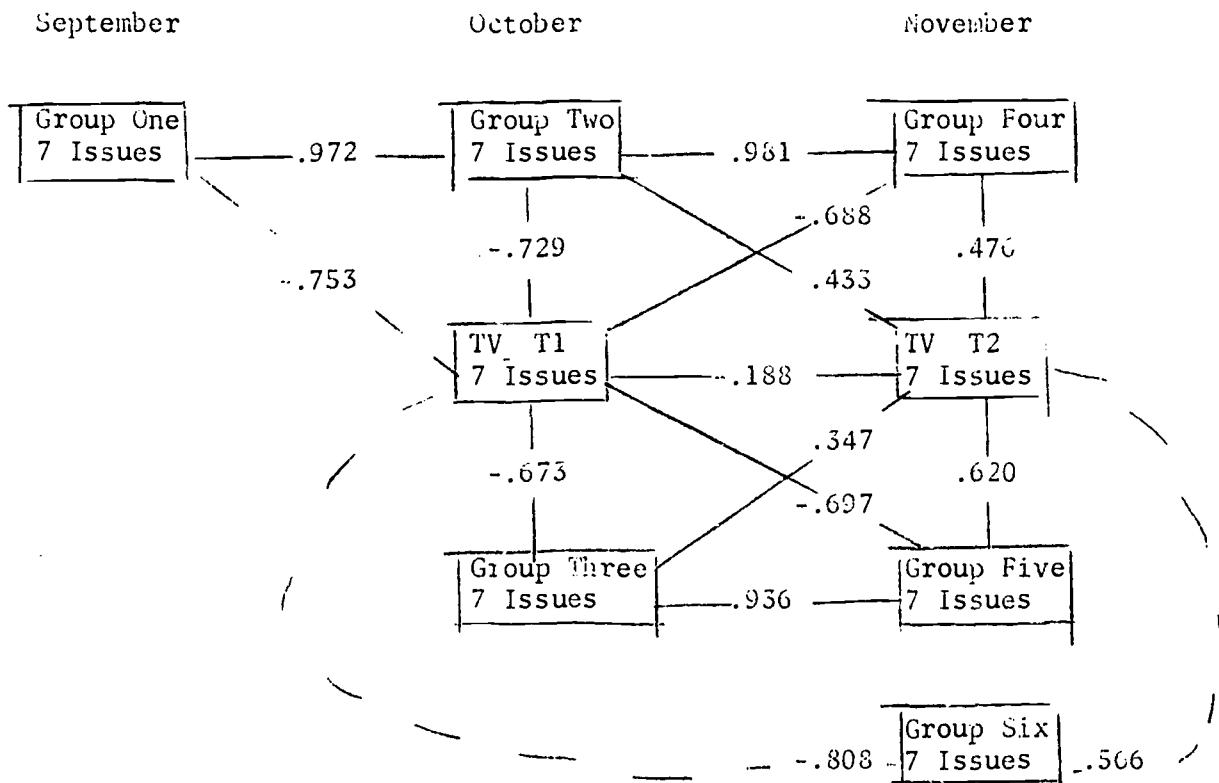 September October November
Group One Group Two Group Four
7 Issues .972 7 Issues .981 7 Issues
-.688
-.729 .476
-.753 .433
TV T1 TV T2
7 Issues -.188 7 Issues
.347
-.673 .620
-.697
Group Three Group Five
7 Issues .936 7 Issues
Group Six
-.808 7 Issues .566